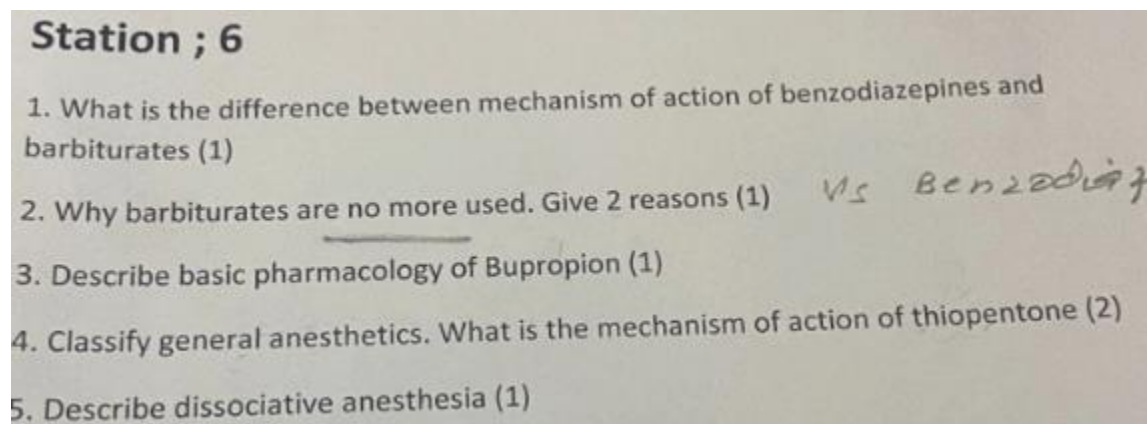 Station ; 6
1. What is the difference between mechanism of action of benzodiazepines and
barbiturates (1)
2. Why barbiturates are no more used. Give 2 reasons (1) Vs
3. Describe basic pharmacology of Bupropion (1)
4. Classify general anesthetics. What is the mechanism of action of thiopentone (2)
5. Describe dissociative anesthesia (1)